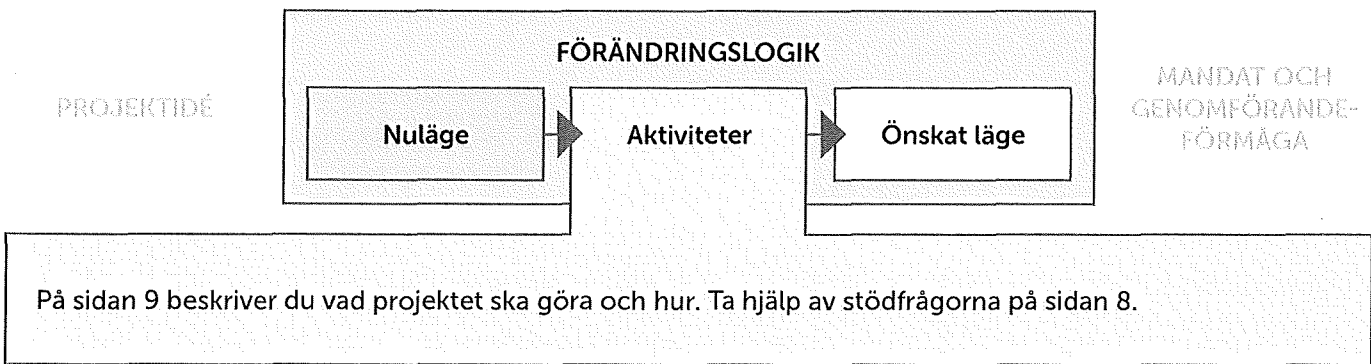 FÖRÄNDRINGSLOGIK
PROJEKTIDÉ
Nuläge
Aktiviteter
Önskat läge
MANDAT OCH
GENOMFÖRANDE-
FÖRMÅGA
På sidan 9 beskriver du vad projektet ska göra och hur. Ta hjälp av stödfrågorna på sidan 8.